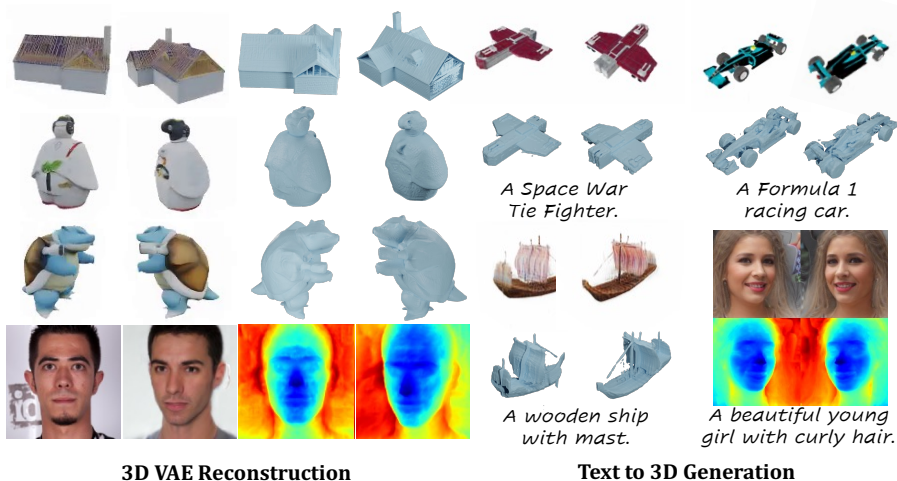 A Space War
Tie Fighter.
A Formula 1
racing car.
id
A wooden ship
with mast.
A beautiful young
girl with curly hair.
3D VAE Reconstruction
Text to 3D Generation